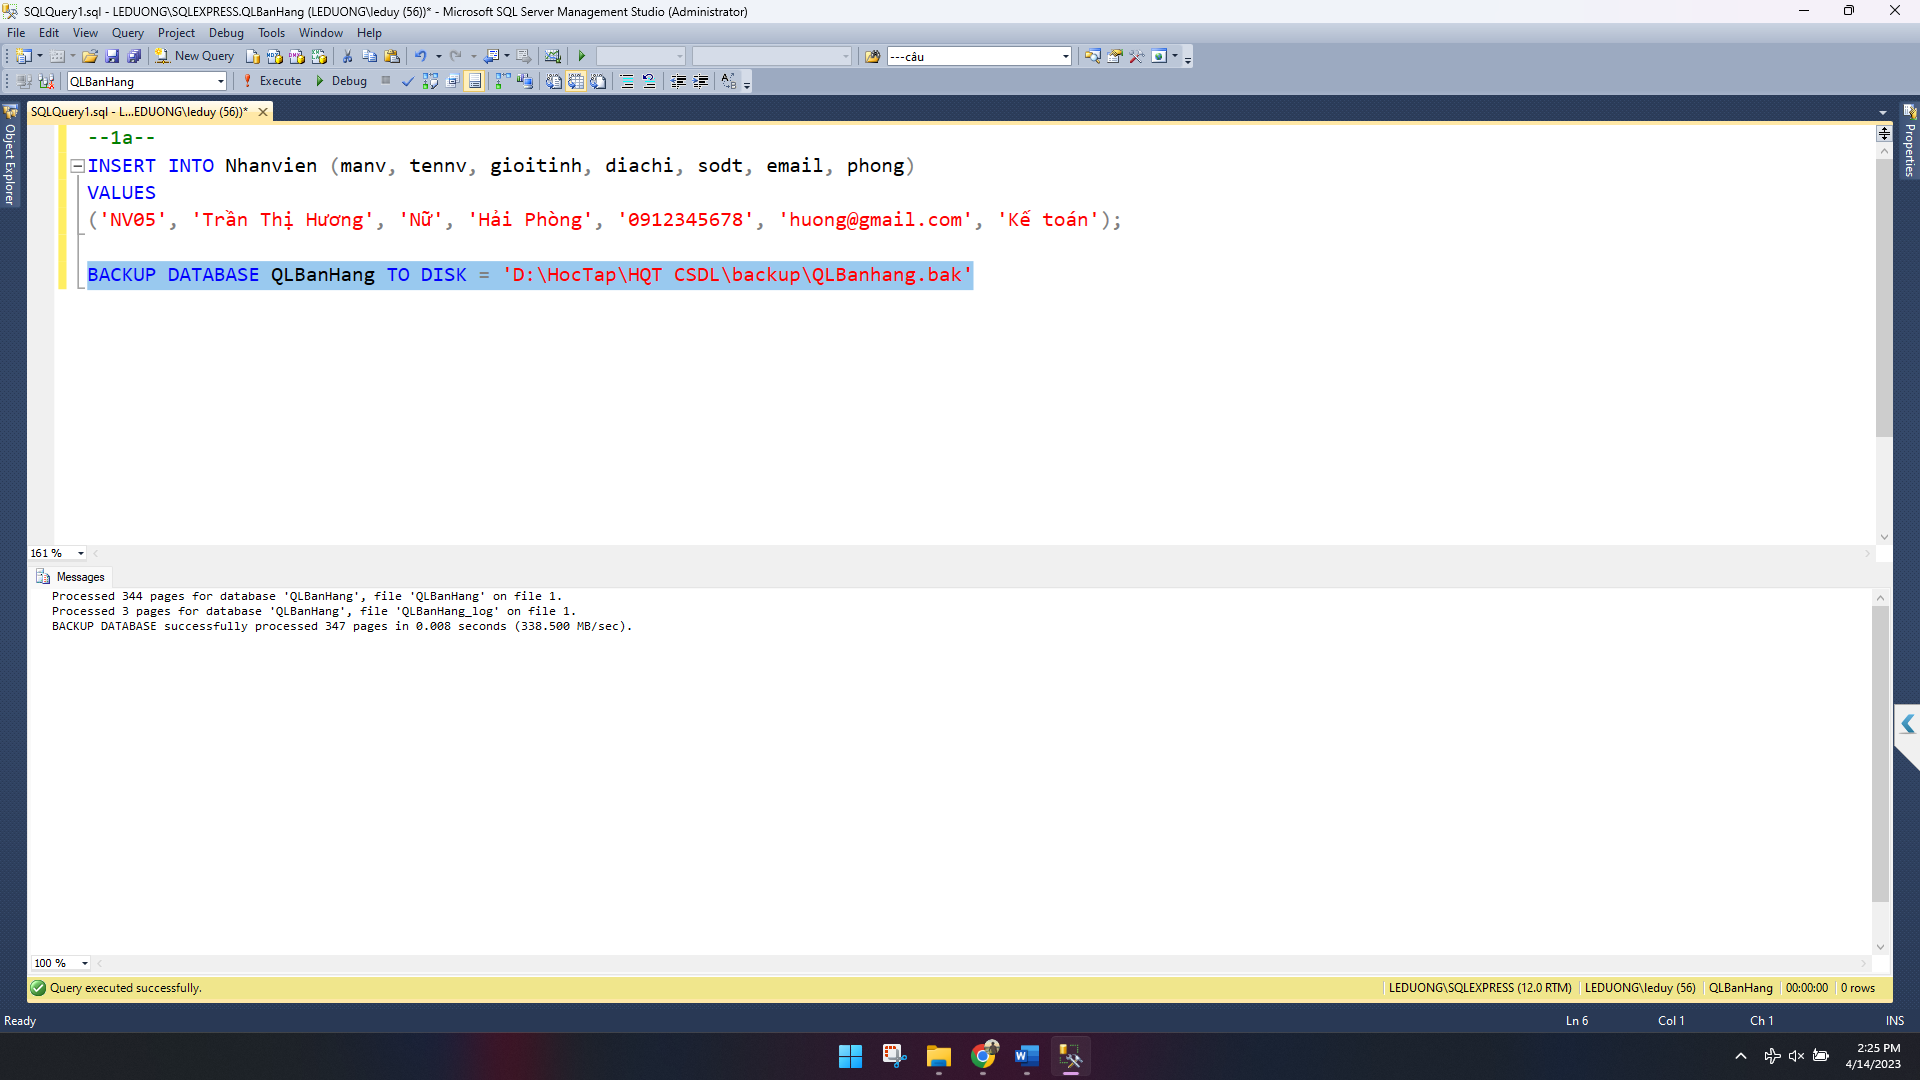 SQLQuery1.sql - LEDUONG\SQLEXPRESS.QLBanHang (LEDUONG\leduy (56))* - Microsoft SQL Server Management Studio (Administrator)
File Edit View Query Project Debug Tools Window Help
New Query ---câu
QLBanHang Execute Debug
SQLQuery1.sql - L...EDUONG\leduy (56))*
Object Explorer
Properties
--1a--
INSERT INTO Nhanvien (manv, tennv, gioitinh, diachi, sodt, email, phong)
VALUES
('NV05', 'Trần Thị Hương', 'Nữ', 'Hải Phòng', '0912345678', 'huong@gmail.com', 'Kế toán');
BACKUP DATABASE QLBanHang TO DISK = 'D:\HocTap\HQT CSDL\backup\QLBanhang.bak'
161 %
Messages
Processed 344 pages for database 'QLBanHang', file 'QLBanHang' on file 1.
Processed 3 pages for database 'QLBanHang', file 'QLBanHang_log' on file 1.
BACKUP DATABASE successfully processed 347 pages in 0.008 seconds (338.500 MB/sec).
100 %
Query executed successfully. LEDUONG\SQLEXPRESS (12.0 RTM) LEDUONG\leduy (56) QLBanHang 00:00:00 0 rows
Ready Ln 6 Col 1 Ch 1 INS
2:25 PM
4/14/2023